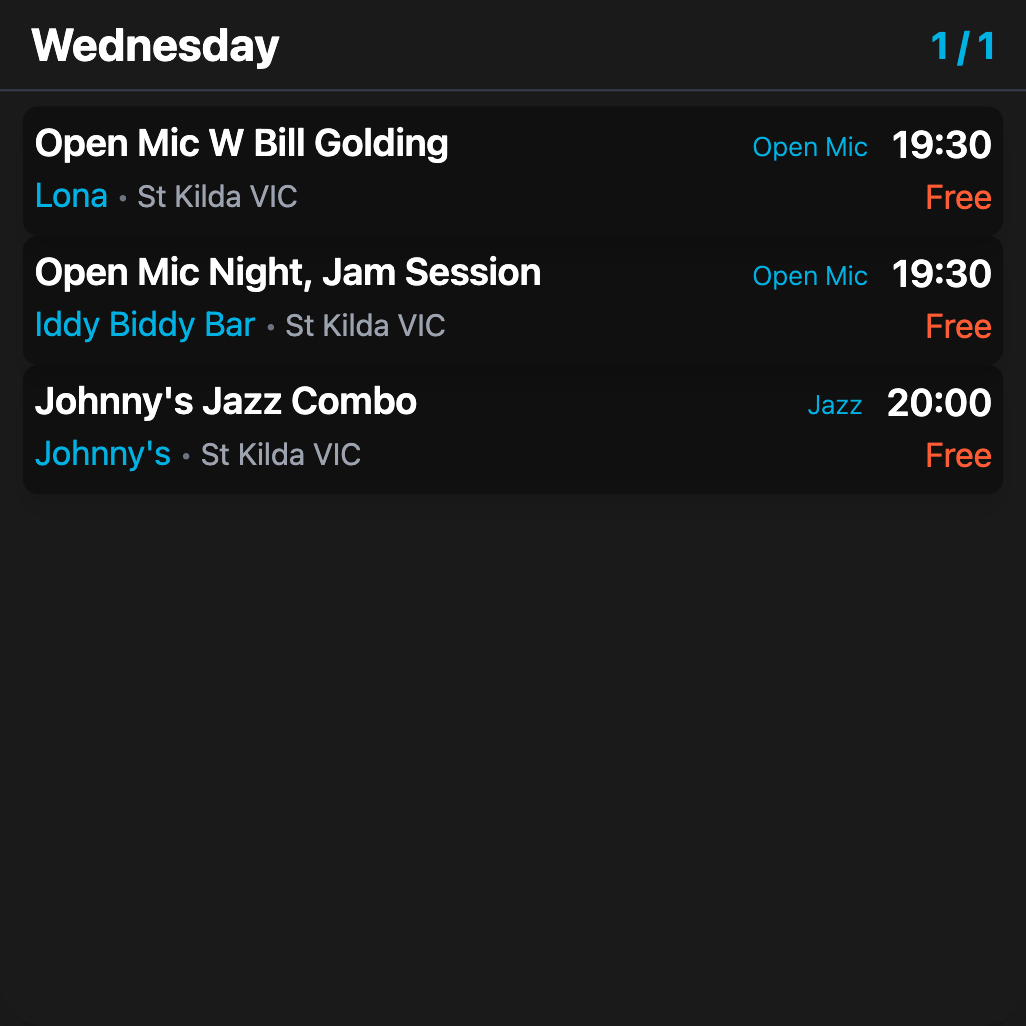 Wednesday 1 / 1
Open Mic W Bill Golding Open Mic 19:30
Lona • St Kilda VIC Free
Open Mic Night, Jam Session Open Mic 19:30
Iddy Biddy Bar • St Kilda VIC Free
Johnny's Jazz Combo Jazz 20:00
Johnny's • St Kilda VIC Free